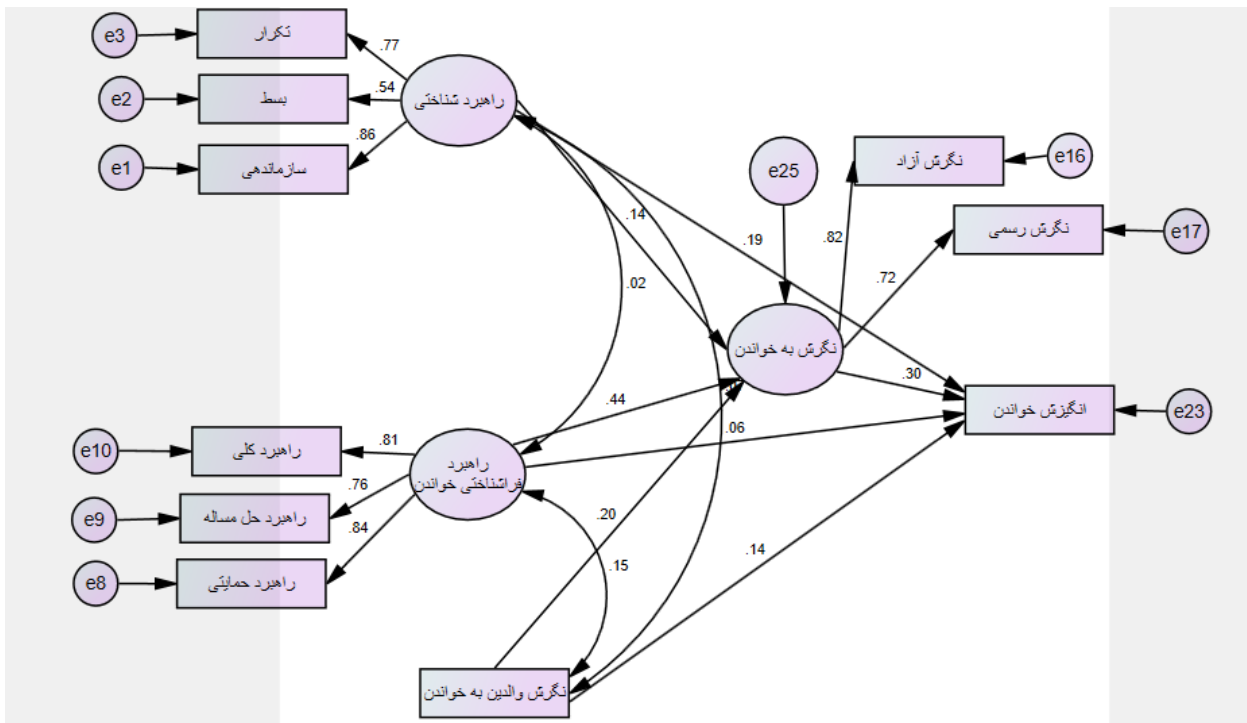 e3
تکرار
.77
e2
بسط
.54
e1
سازماندهی
.86
راهبرد شناختی
e25
نگرش آزاد
e16
.82
نگرش رسمی
e17
.72
.14
.19
.02
نگرش به خواندن
.30
انگیزش خواندن
e23
.44
.06
e10
راهبرد کلی
.81
e9
راهبرد حل مساله
.76
e8
راهبرد حمایتی
.84
راهبرد
فراشناختی خواندن
.20
.15
.14
نگرش والدین به خواندن